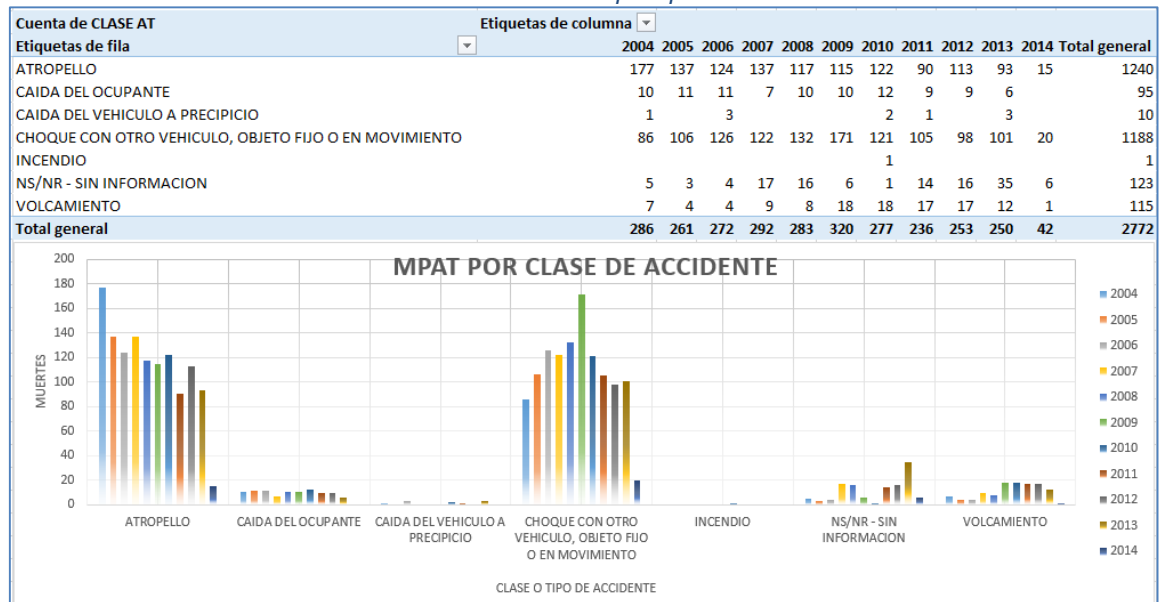 Cuenta de CLASE AT Etiquetas de columna
Etiquetas de fila 2004 2005 2006 2007 2008 2009 2010 2011 2012 2013 2014 Total general
ATROPELLO 177 137 124 137 117 115 122 90 113 93 15 1240
CAIDA DEL OCUPANTE 10 11 11 7 10 10 12 9 9 6 95
CAIDA DEL VEHICULO A PRECIPICIO 1 3 2 1 3 10
CHOQUE CON OTRO VEHICULO, OBJETO FIJO O EN MOVIMIENTO 86 106 126 122 132 171 121 105 98 101 20 1188
INCENDIO 1 1
NS/NR - SIN INFORMACION 5 3 4 17 16 6 1 14 16 35 6 123
VOLCAMIENTO 7 4 4 9 8 18 18 17 17 12 1 115
Total general 286 261 272 292 283 320 277 236 253 250 42 2772
MPAT POR CLASE DE ACCIDENTE
MUERTES
200
180
160
140
120
100
80
60
40
20
0
ATROPELLO
CAIDA DEL OCUPANTE
CAIDA DEL VEHICULO A
PRECIPICIO
CHOQUE CON OTRO
VEHICULO, OBJETO FIJO
O EN MOVIMIENTO
INCENDIO
NS/NR - SIN
INFORMACION
VOLCAMIENTO
CLASE O TIPO DE ACCIDENTE
2004
2005
2006
2007
2008
2009
2010
2011
2012
2013
2014